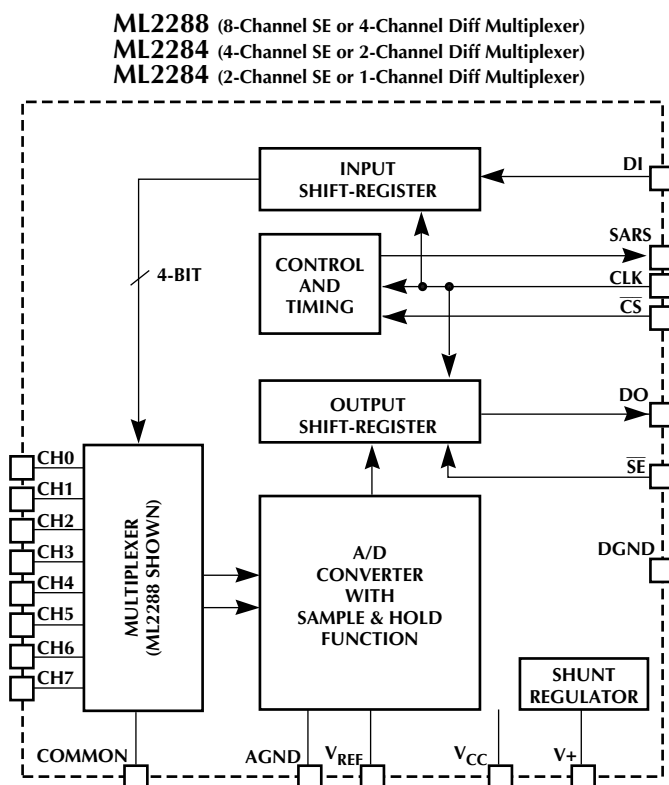 ML2288 (8-Channel SE or 4-Channel Diff Multiplexer)
ML2284 (4-Channel SE or 2-Channel Diff Multiplexer)
ML2284 (2-Channel SE or 1-Channel Diff Multiplexer)
INPUT
SHIFT-REGISTER
DI
4-BIT
CONTROL
AND
TIMING
SARS
CLK
CS
OUTPUT
SHIFT-REGISTER
DO
SE
CH0
CH1
CH2
CH3
CH4
CH5
CH6
CH7
MULTIPLEXER
(ML2288 SHOWN)
A/D
CONVERTER
WITH
SAMPLE & HOLD
FUNCTION
DGND
SHUNT
REGULATOR
COMMON
AGND
VREF
VCC
V+